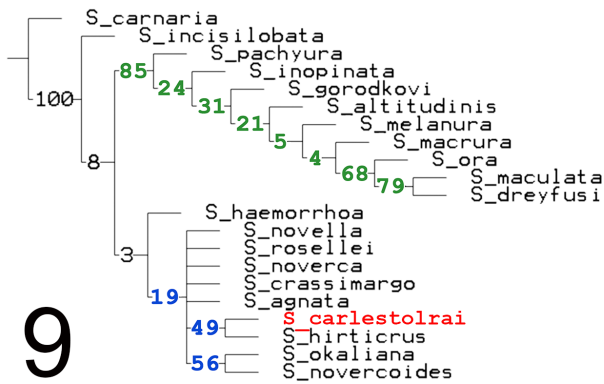 S_carnaria
S_incisilobata
85 S_pachyura
24 S_inopinata
100 31 S_gorodkovi
21 S_altitudinis
5 S_melanura
8 4 S_macrura
68 S_ora
79 S_maculata
S_dreyfusi
S_haemorrhoa
S_novella
3 S_rosellei
S_noverca
S_crassimargo
19 S_agnata
S_carlestolrai
49 S_hirticrus
S_okaliana
56 S_novercoides
9